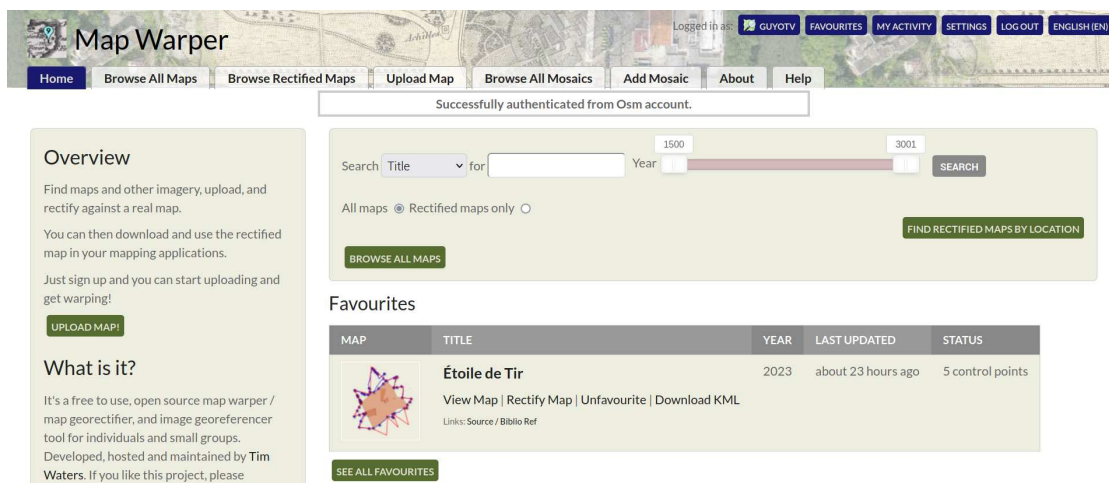 Map Warper
Achilles
Logged in as: GUYOTV FAVOURITES MY ACTIVITY SETTINGS LOG OUT ENGLISH (EN)
Home Browse All Maps Browse Rectified Maps Upload Map Browse All Mosaics Add Mosaic About Help
Successfully authenticated from Osm account.
Overview
Find maps and other imagery, upload, and
rectify against a real map.
You can then download and use the rectified
map in your mapping applications.
Just sign up and you can start uploading and
get warping!
UPLOAD MAP!
What is it?
It's a free to use, open source map warper /
map georectifier, and image georeferencer
tool for individuals and small groups.
Developed, hosted and maintained by Tim
Waters. If you like this project, please
1500 3001
Search Title for Year SEARCH
All maps Rectified maps only
FIND RECTIFIED MAPS BY LOCATION
BROWSE ALL MAPS
Favourites
MAP TITLE YEAR LAST UPDATED STATUS
Étoile de Tir 2023 about 23 hours ago 5 control points
View Map | Rectify Map | Unfavourite | Download KML
Links: Source / Biblio Ref
SEE ALL FAVOURITES